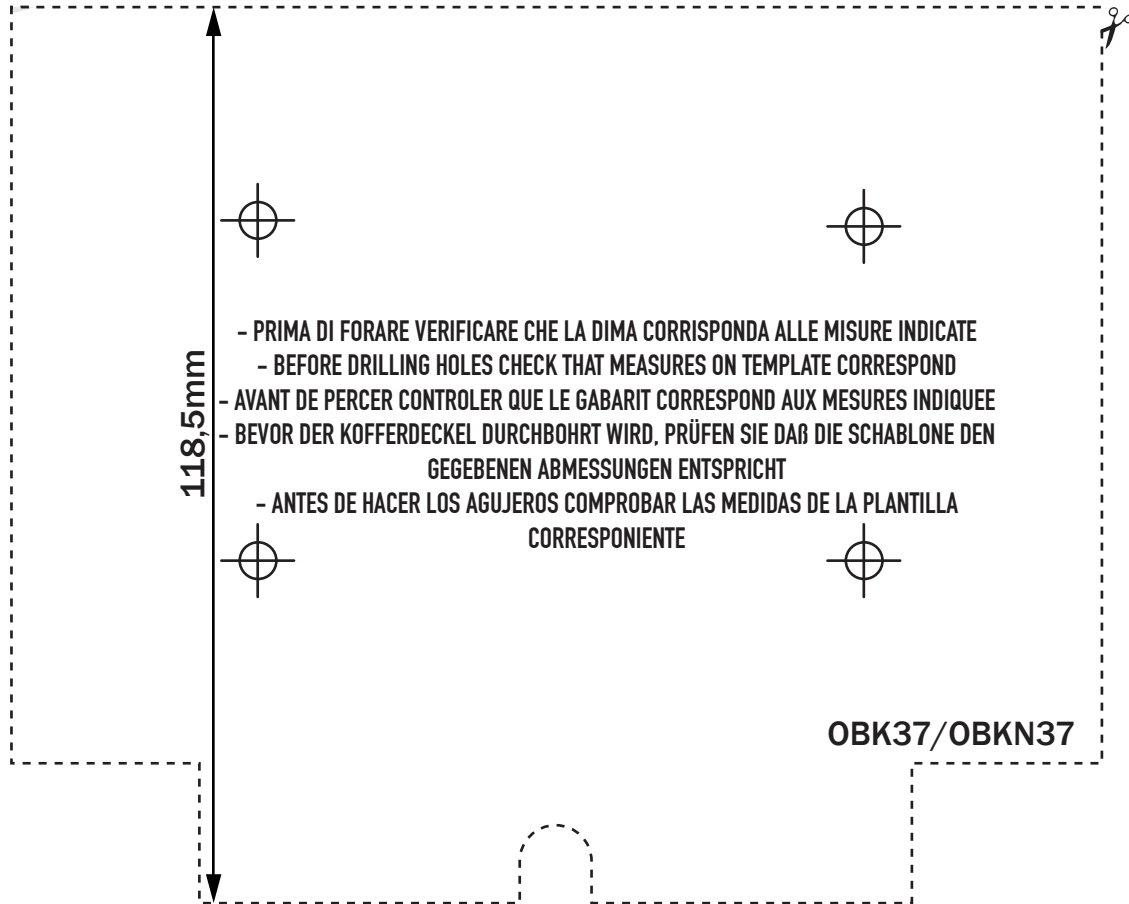 118,5mm
- PRIMA DI FORARE VERIFICARE CHE LA DIMA CORRISPONDA ALLE MISURE INDICATE
- BEFORE DRILLING HOLES CHECK THAT MEASURES ON TEMPLATE CORRESPOND
- AVANT DE PERCER CONTROLER QUE LE GABARIT CORRESPOND AUX MESURES INDIQUEE
- BEVOR DER KOFFERDECKEL DURCHBOHRT WIRD, PRÜFEN SIE DAß DIE SCHABLONE DEN
GEGEBENEN ABMESSUNGEN ENTSPRICHT
- ANTES DE HACER LOS AGUJEROS COMPROBAR LAS MEDIDAS DE LA PLANTILLA
CORRESPONIENTE
OBK37/OBKN37